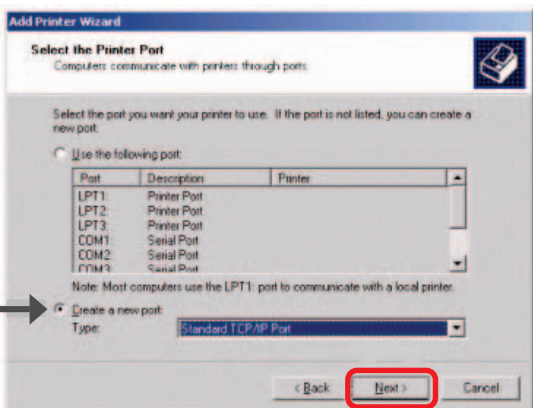 Add Printer Wizard
Select the Printer Port
Computers communicate with printers through ports.
Select the port you want your printer to use. If the port is not listed, you can create a
new port.
Use the following port:
Port Description Printer
LPT1: Printer Port
LPT2: Printer Port
LPT3: Printer Port
COM1: Serial Port
COM2: Serial Port
COM3: Serial Port
Note: Most computers use the LPT1: port to communicate with a local printer.
Create a new port:
Type: Standard TCP/IP Port
< Back Next > Cancel